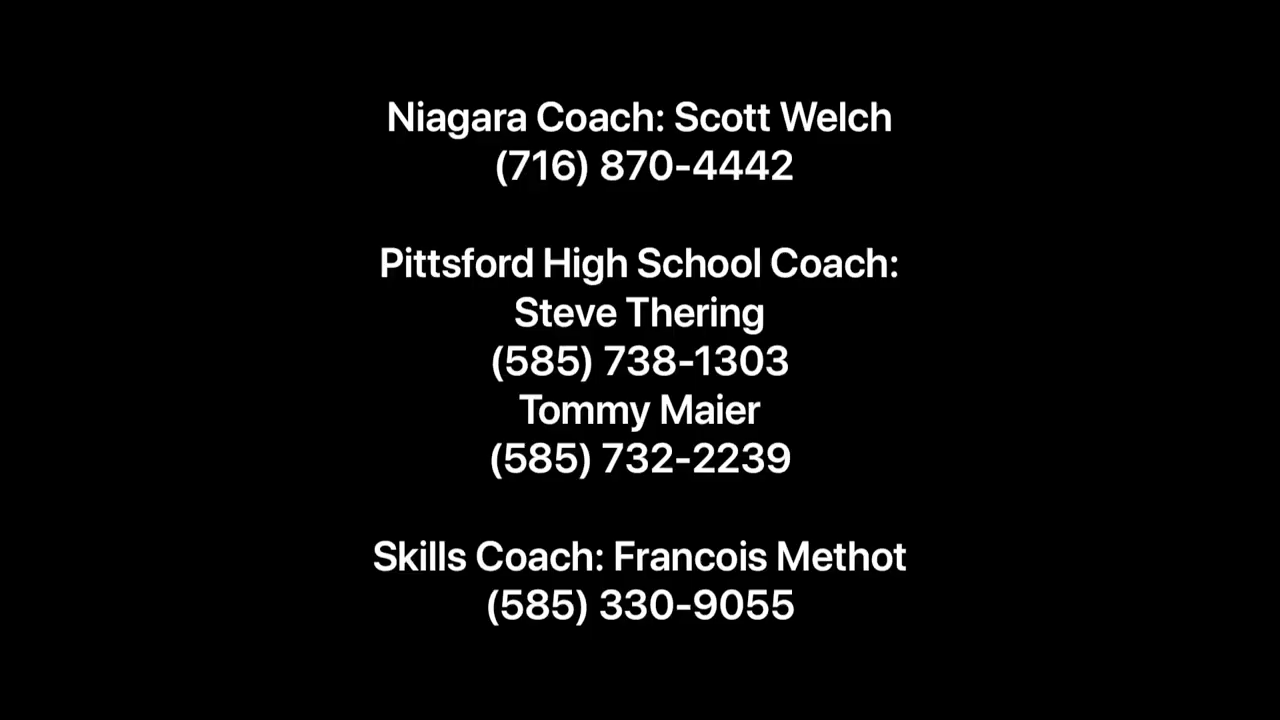 Niagara Coach: Scott Welch
(716) 870-4442
Pittsford High School Coach:
Steve Thering
(585) 738-1303
Tommy Maier
(585) 732-2239
Skills Coach: Francois Methot
(585) 330-9055